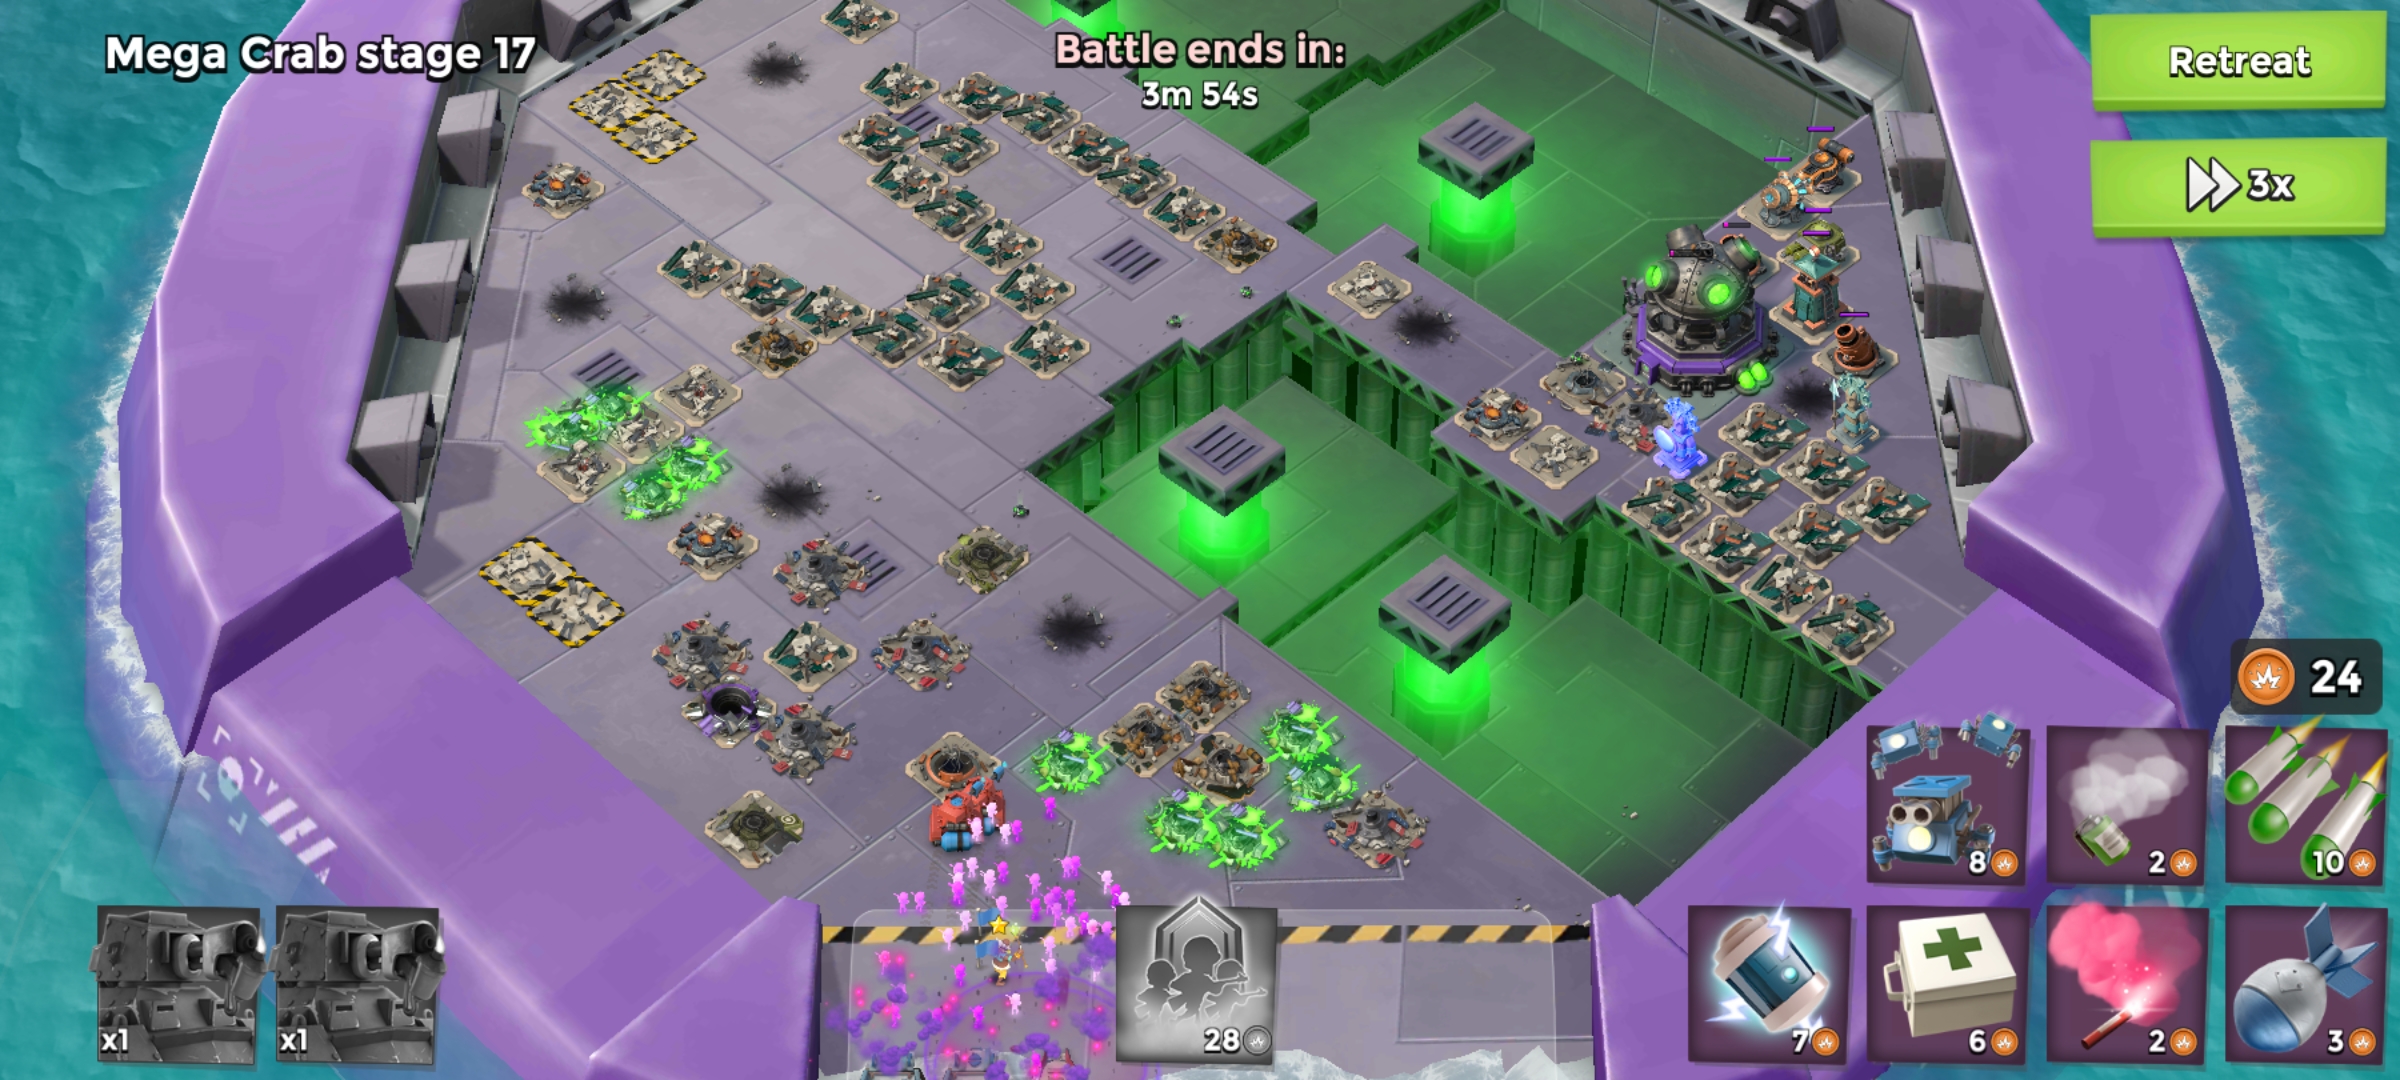 Mega Crab stage 17
Battle ends in:
3m 54s
Retreat
3x
24
8
2
10
x1
x1
28
7
6
2
3